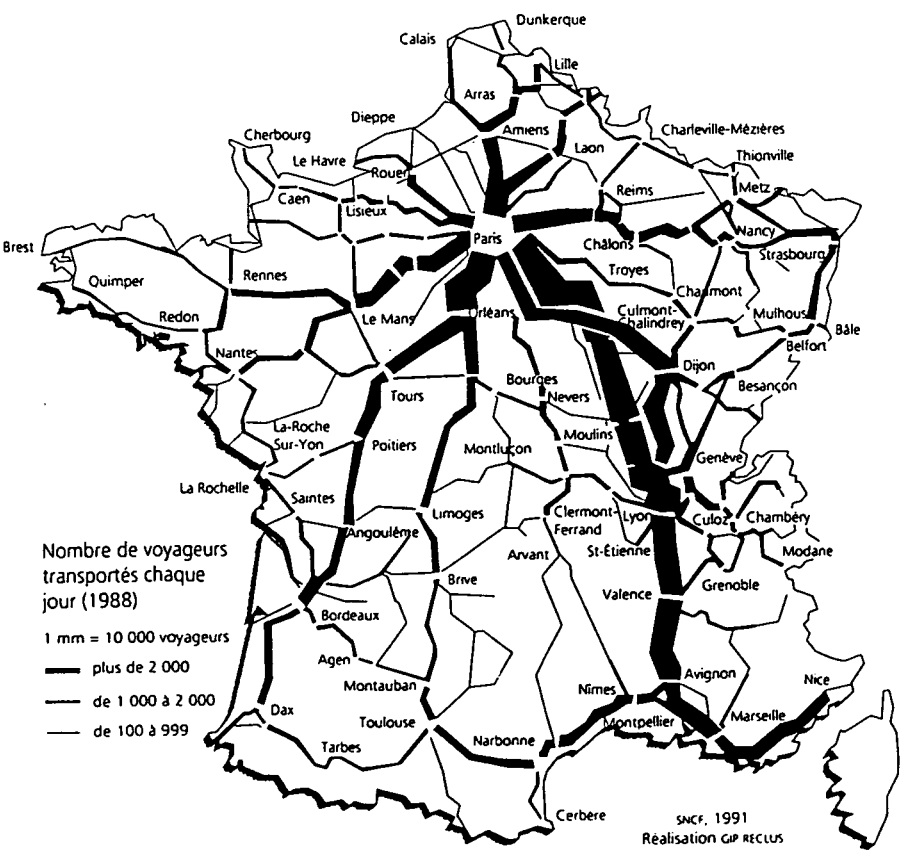 Dunkerque
Calais
Lille
Arras
Dieppe
Amiens
Charleville-Mézières
Cherbourg
Laon
Le Havre
Thionville
Rouen
Reims
Metz
Caen
Lisieux
Brest
Paris
Châlons
Nancy
Strasbourg
Quimper
Rennes
Troyes
Chaumont
Redon
Le Mans
Orléans
Culmont-
Chalindrey
Mulhous
Bâle
Nantes
Belfort
Dijon
Bourges
Besançon
Tours
Nevers
La-Roche
Sur-Yon
Poitiers
Montluçon
Moulins
Genève
La Rochelle
Saintes
Limoges
Clermont-
Ferrand
Lyon
Culoz
Chambéry
Angoulême
Arvant
St-Étienne
Modane
Grenoble
Brive
Valence
Nombre de voyageurs
transportés chaque
jour (1988)
1 mm = 10 000 voyageurs
plus de 2 000
de 1 000 à 2 000
de 100 à 999
Bordeaux
Agen
Montauban
Avignon
Nice
Nîmes
Dax
Toulouse
Montpellier
Marseille
Tarbes
Narbonne
Cerbère
SNCF, 1991
Réalisation GIP RECLUS